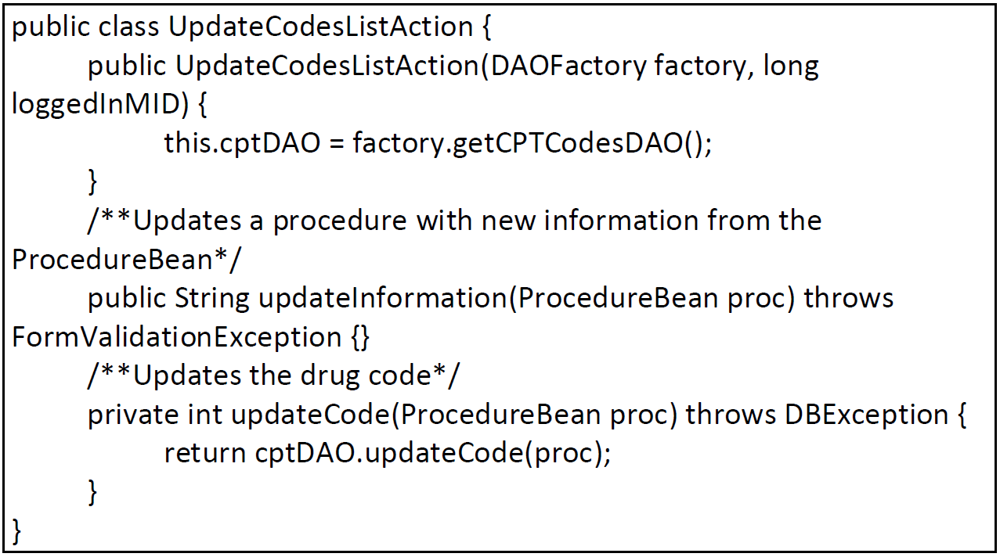 public class UpdateCodesListAction {
public UpdateCodesListAction(DAOFactory factory, long
loggedInMID) {
this.cptDAO = factory.getCPTCodesDAO();
}
/**Updates a procedure with new information from the
ProcedureBean*/
public String updateInformation(ProcedureBean proc) throws
FormValidationException {}
/**Updates the drug code*/
private int updateCode(ProcedureBean proc) throws DBException {
return cptDAO.updateCode(proc);
}
}